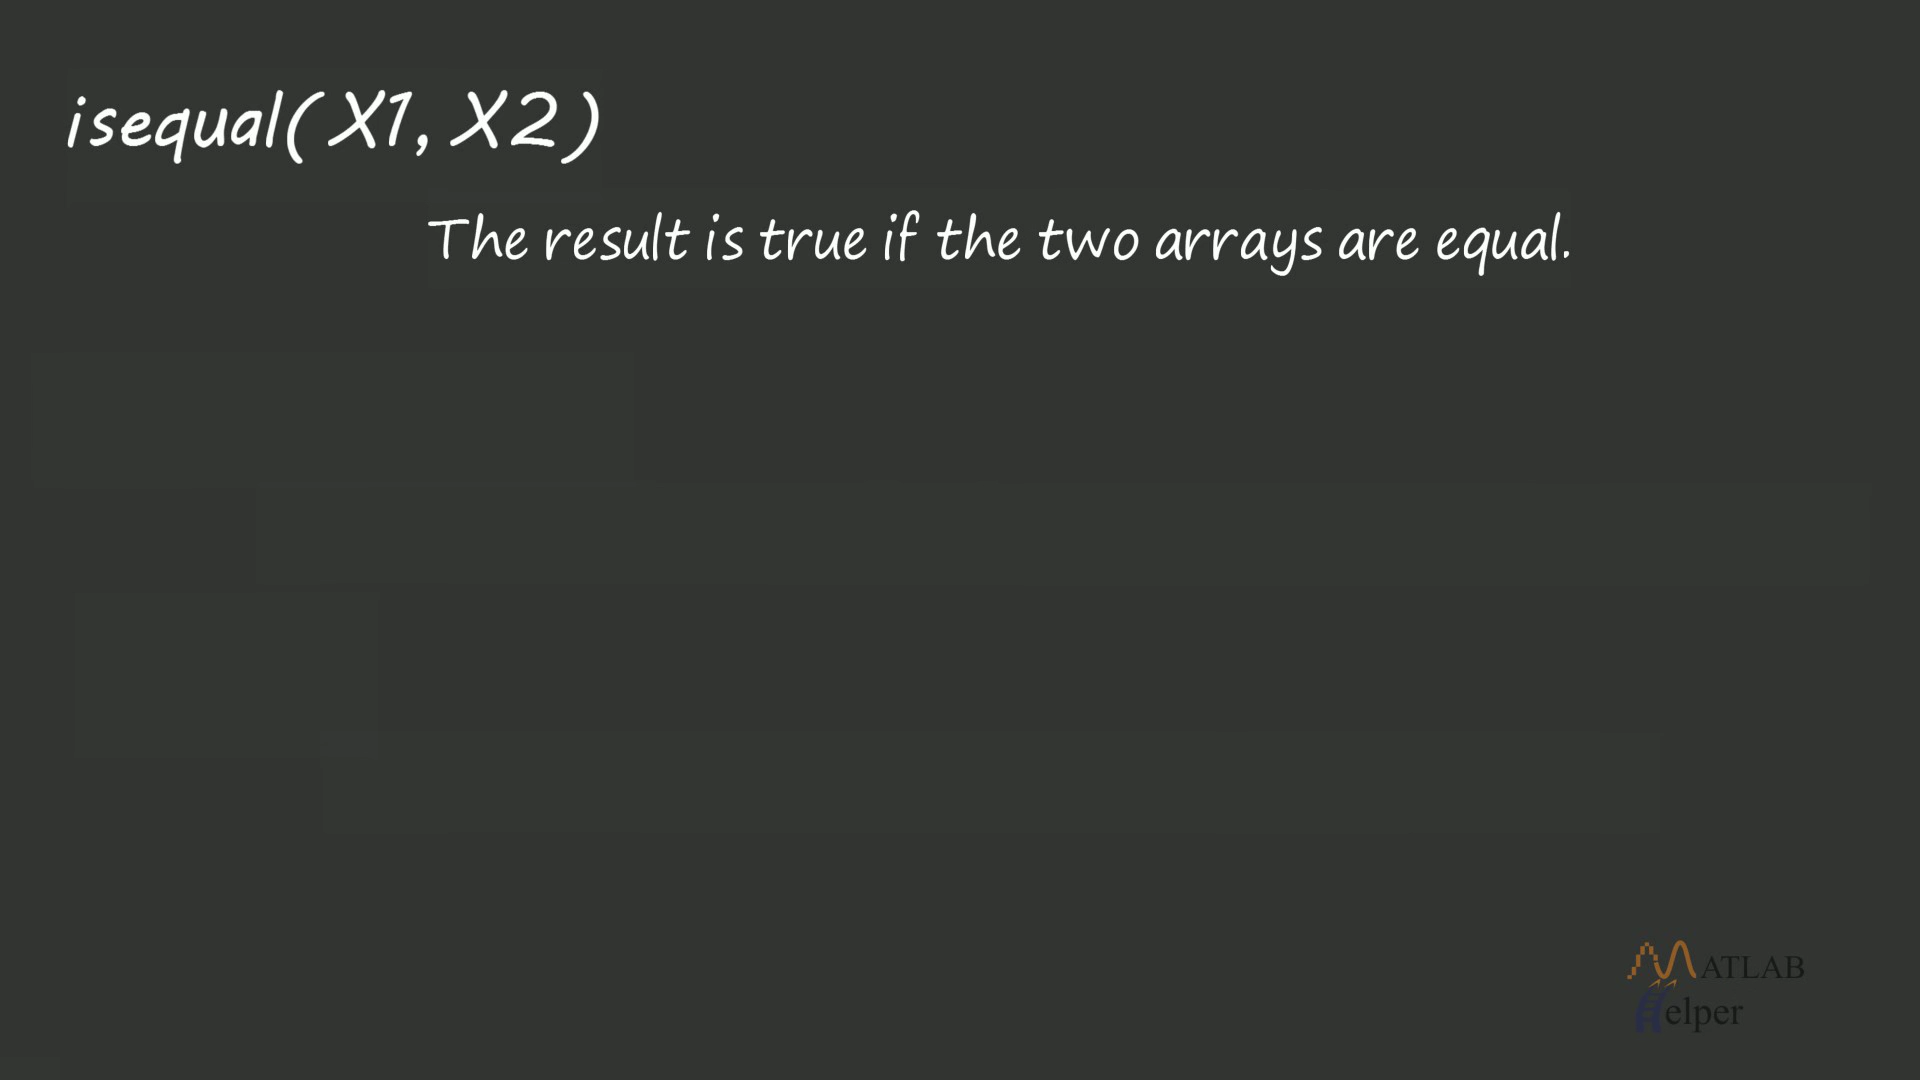 isequal( X1, X2 )
The result is true if the two arrays are equal.
MATLAB
Helper